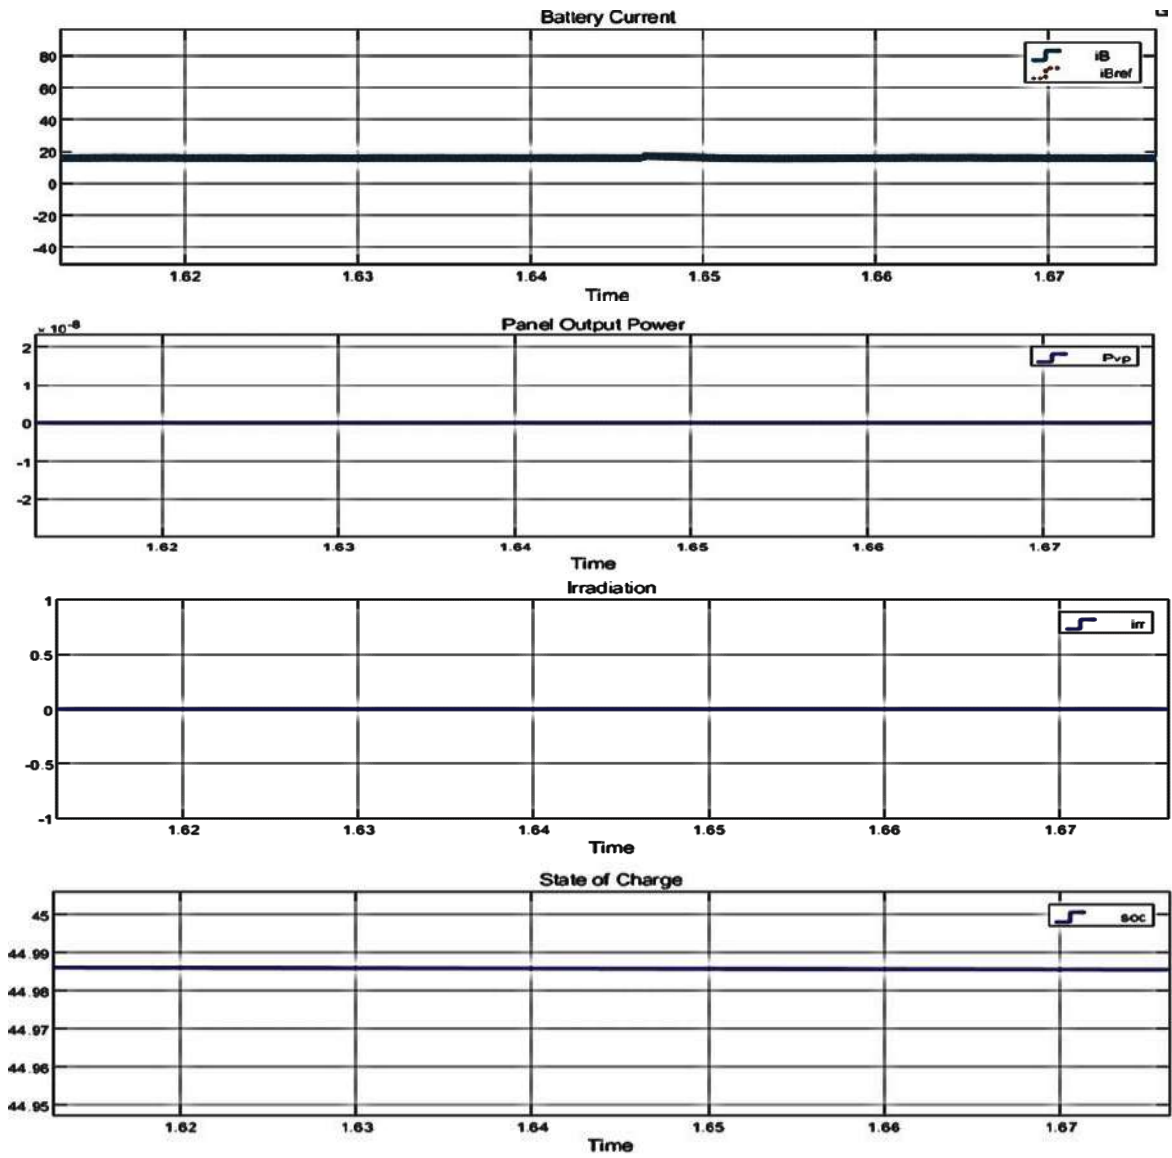 Battery Current
80
60
40
20
0
-20
-40
iB
iBref
1.62 1.63 1.64 1.65 1.66 1.67
Time
Panel Output Power
× 10⁻⁸
2
1
0
-1
-2
Pvp
1.62 1.63 1.64 1.65 1.66 1.67
Time
Irradiation
1
0.5
0
-0.5
-1
irr
1.62 1.63 1.64 1.65 1.66 1.67
Time
State of Charge
45
44.99
44.98
44.97
44.96
44.95
soc
1.62 1.63 1.64 1.65 1.66 1.67
Time